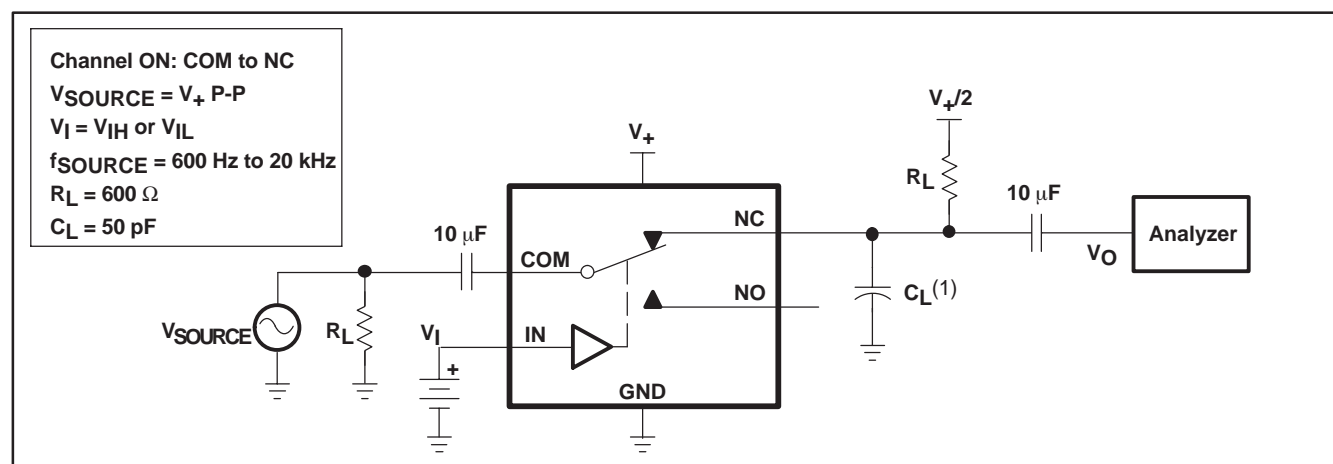 Channel ON: COM to NC
VSOURCE = V+ P-P
VI = VIH or VIL
fSOURCE = 600 Hz to 20 kHz
RL = 600 Ω
CL = 50 pF
V+/2
V+
RL
10 μF
NC
Analyzer
10 μF
COM
VO
NO
CL(1)
VSOURCE
RL
VI
IN
+
GND